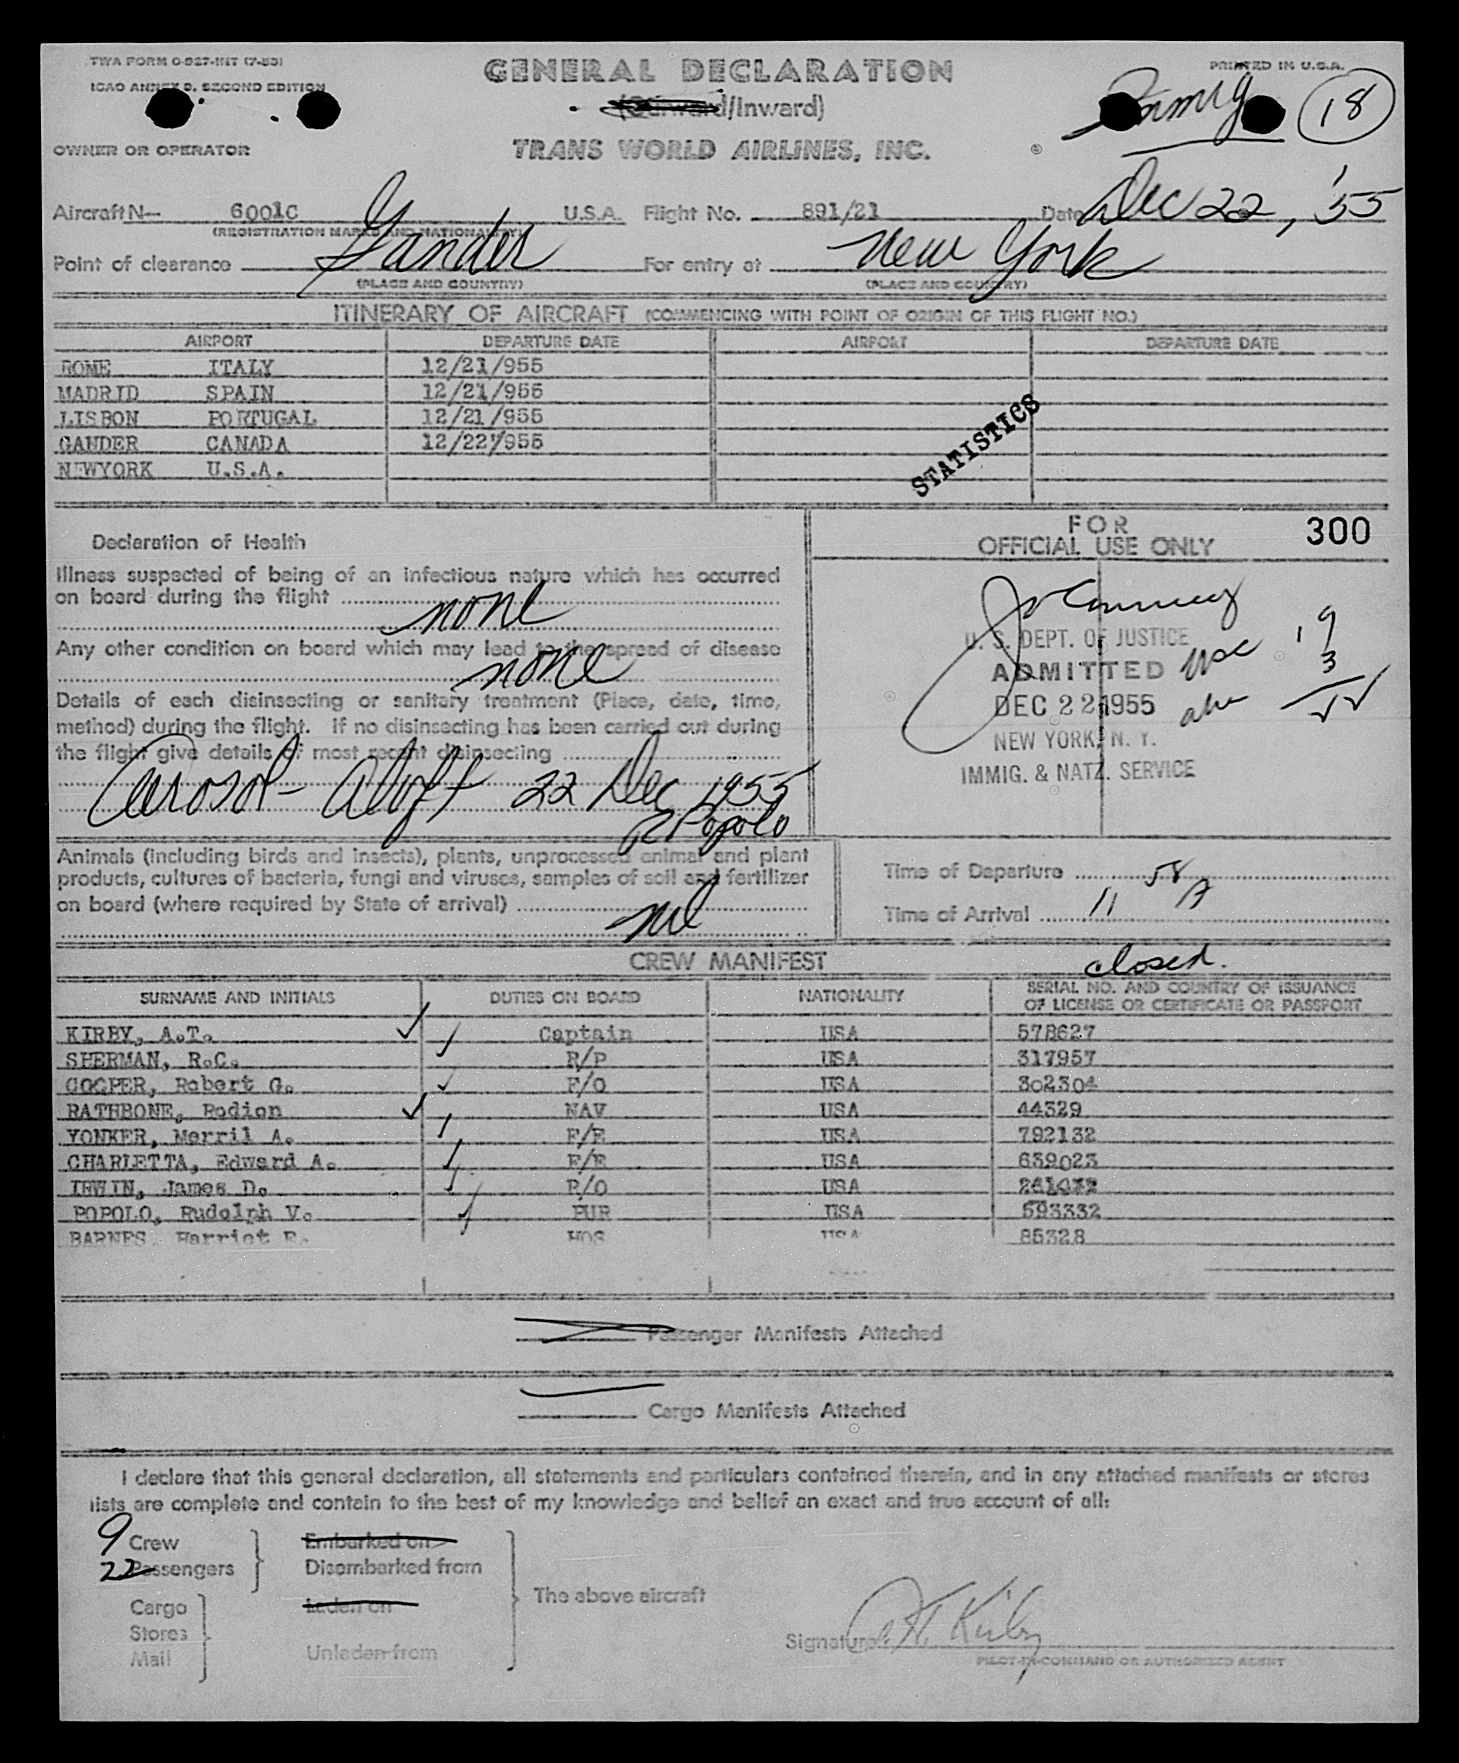 TWA FORM O-927-INT (7-53)
ICAO ANNEX 9, SECOND EDITION
GENERAL DECLARATION
(Outward/Inward)
PRINTED IN U.S.A.
Immig 18
OWNER OR OPERATOR
TRANS WORLD AIRLINES, INC.
Aircraft N- 6001C U.S.A. Flight No. 891/21 Date Dec 22, '55
(REGISTRATION MARKS AND NATIONALITY)
Point of clearance Gander For entry at New York
(PLACE AND COUNTRY) (PLACE AND COUNTRY)
ITINERARY OF AIRCRAFT (COMMENCING WITH POINT OF ORIGIN OF THIS FLIGHT NO.)
AIRPORT DEPARTURE DATE AIRPORT DEPARTURE DATE
ROME ITALY 12/21/955
MADRID SPAIN 12/21/955
LISBON PORTUGAL 12/21/955
GANDER CANADA 12/22/955
NEWYORK U.S.A.
STATISTICS
Declaration of Health
Illness suspected of being of an infectious nature which has occurred
on board during the flight
none
Any other condition on board which may lead to the spread of disease
none
Details of each disinsecting or sanitary treatment (Place, date, time,
method) during the flight. If no disinsecting has been carried out during
the flight give details of most recent disinsecting
Aerosol - Aloft 22 Dec 1955
R Popolo
FOR
OFFICIAL USE ONLY
300
U. S. DEPT. OF JUSTICE
ADMITTED
DEC 22 1955
NEW YORK, N. Y.
IMMIG. & NATZ. SERVICE
usc 19
3
Animals (including birds and insects), plants, unprocessed animal and plant
products, cultures of bacteria, fungi and viruses, samples of soil and fertilizer
on board (where required by State of arrival)
nil
Time of Departure
Time of Arrival 11 58 A
CREW MANIFEST
closed.
SURNAME AND INITIALS DUTIES ON BOARD NATIONALITY SERIAL NO. AND COUNTRY OF ISSUANCE
OF LICENSE OR CERTIFICATE OR PASSPORT
KIRBY, A.T. Captain USA 578627
SHERMAN, R.C. R/P USA 317957
COOPER, Robert G. F/O USA 302304
RATHBONE, Rodion NAV USA 44329
YONKER, Merril A. F/E USA 792132
CHARLETTA, Edward A. F/E USA 639023
IRWIN, James D. R/O USA
POPOLO, Rudolph V. PUR USA 593332
BARNES, Harriet E. HOS USA 85328
Passenger Manifests Attached
Cargo Manifests Attached
I declare that this general declaration, all statements and particulars contained therein, and in any attached manifests or stores
lists are complete and contain to the best of my knowledge and belief an exact and true account of all:
9 Crew
22 Passengers
Embarked on
Disembarked from
Cargo
Stores
Mail
Laden on
Unladen from
The above aircraft
Signature AT Kirby
PILOT-IN-COMMAND OR AUTHORIZED AGENT